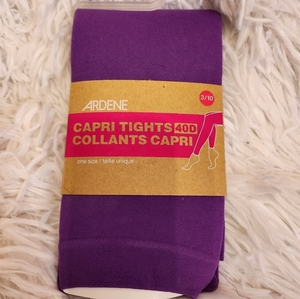 ARDENE
3/10
CAPRI TIGHTS 40D
COLLANTS CAPRI
one size / taille unique